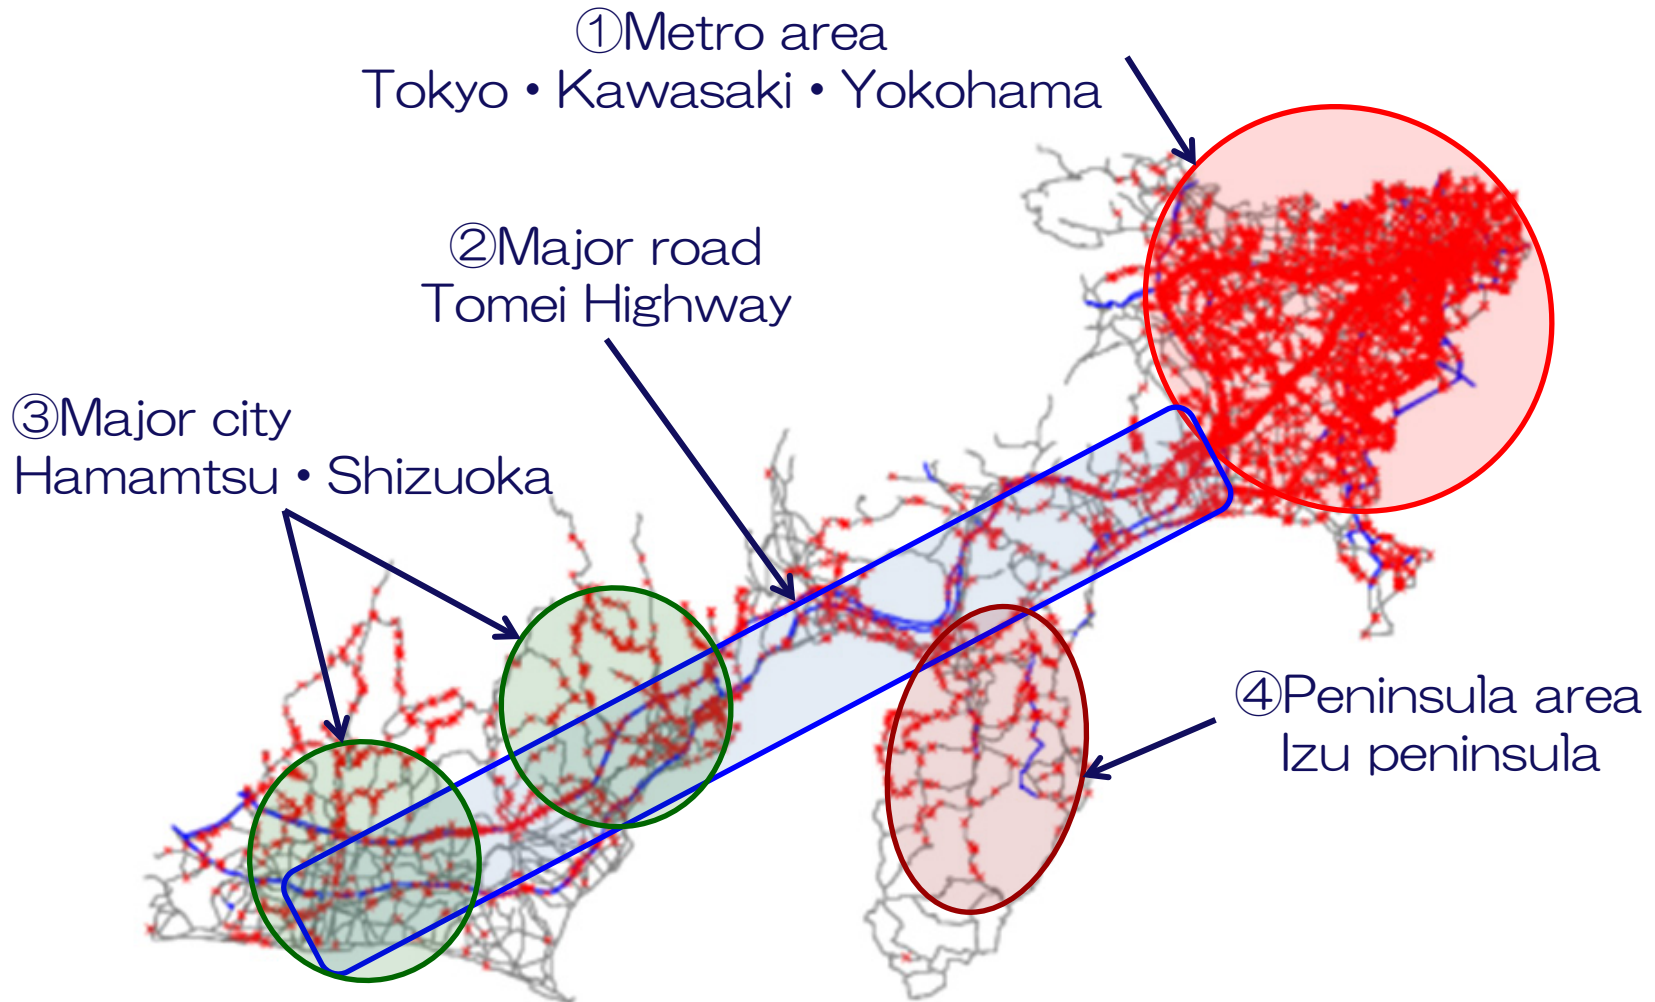 ①Metro area
Tokyo・Kawasaki・Yokohama
②Major road
Tomei Highway
③Major city
Hamamtsu・Shizuoka
④Peninsula area
Izu peninsula